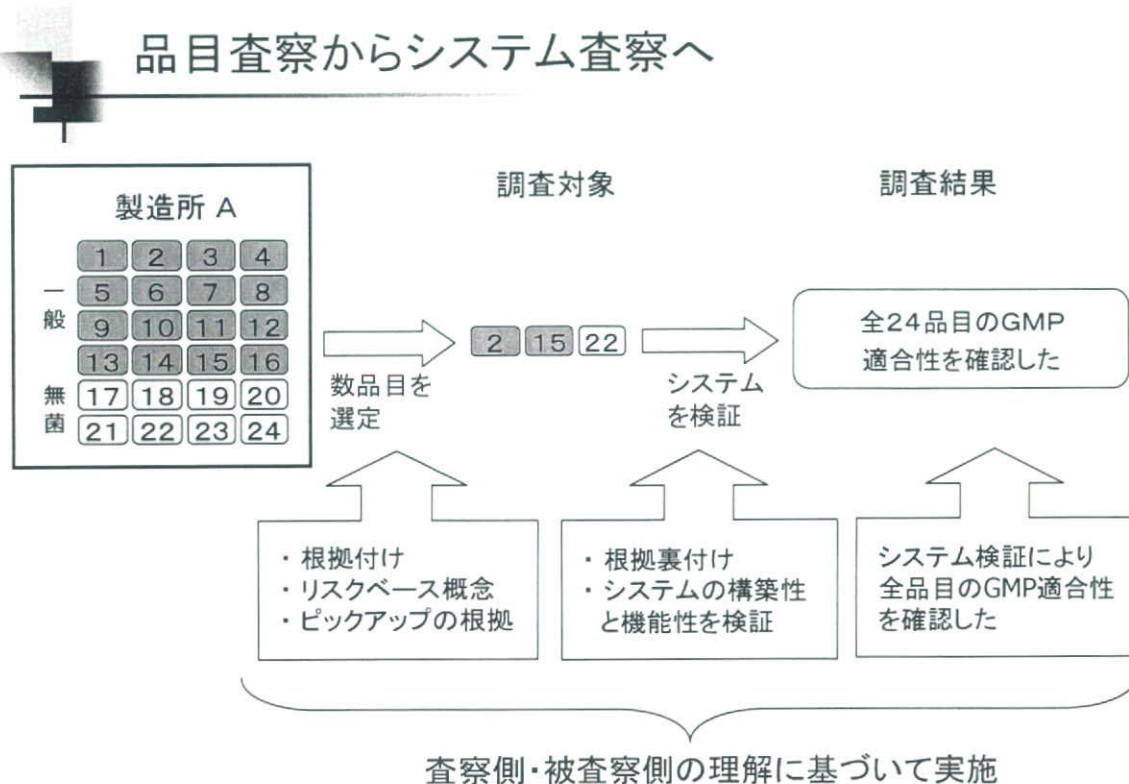 品目査察からシステム査察へ
製造所 A
一般
1 2 3 4
5 6 7 8
9 10 11 12
13 14 15 16
無菌
17 18 19 20
21 22 23 24
数品目を
選定
調査対象
2 15 22
システム
を検証
調査結果
全24品目のGMP
適合性を確認した
・根拠付け
・リスクベース概念
・ピックアップの根拠
・根拠裏付け
・システムの構築性
と機能性を検証
システム検証により
全品目のGMP適合性
を確認した
査察側・被査察側の理解に基づいて実施